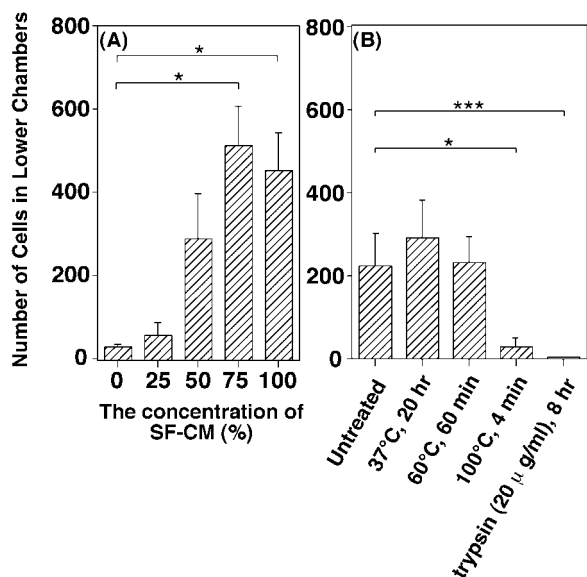 Number of Cells in Lower Chambers
(A)
800
600
400
200
0
*
*
0 25 50 75 100
The concentration of
SF-CM (%)
(B)
800
600
400
200
0
***
*
Untreated
37°C, 20 hr
60°C, 60 min
100°C, 4 min
trypsin (20 μ g/ml), 8 hr